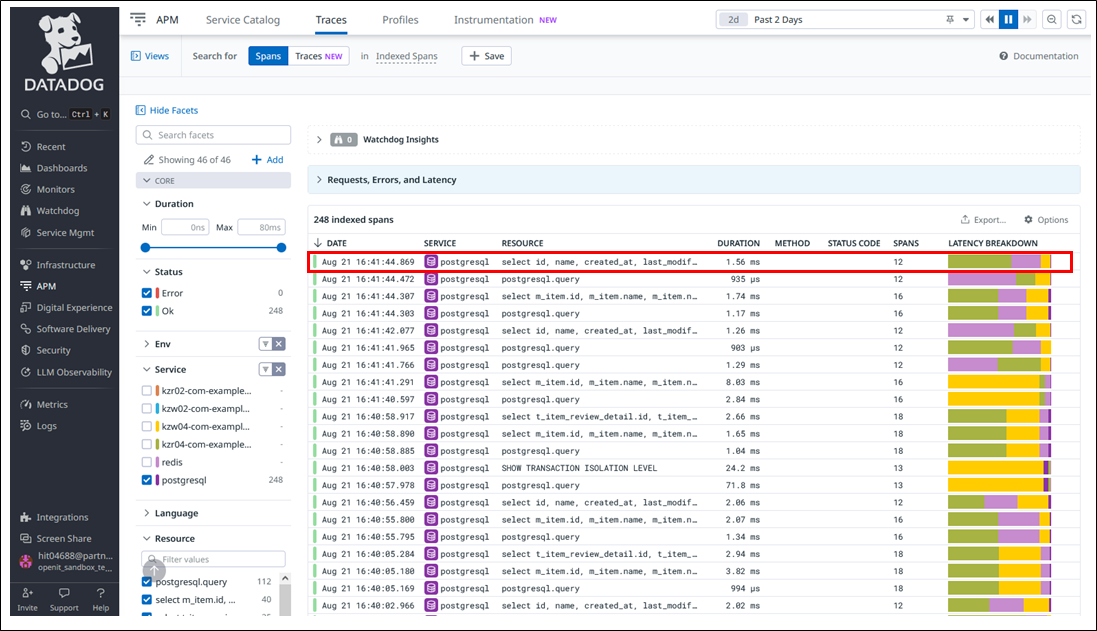 DATADOG
Go to... Ctrl + K
Recent
Dashboards
Monitors
Watchdog
Service Mgmt
Infrastructure
APM
Digital Experience
Software Delivery
Security
LLM Observability
Metrics
Logs
Integrations
Screen Share
hit04688@partn...
openit_sandbox_te...
Invite Support Help
APM Service Catalog Traces Profiles Instrumentation NEW
2d Past 2 Days
Views Search for Spans Traces NEW in Indexed Spans + Save Documentation
Hide Facets
Search facets
Showing 46 of 46 + Add
CORE
Duration
Min 0ns Max 80ms
Status
Error 0
Ok 248
Env
Service
kzr02-com-example... -
kzw02-com-exampl... -
kzw04-com-exampl... -
kzr04-com-example... -
redis -
postgresql 248
Language
Resource
Filter values
postgresql.query 112
select m_item.id, ... 40
0 Watchdog Insights
Requests, Errors, and Latency
248 indexed spans Export... Options
DATE SERVICE RESOURCE DURATION METHOD STATUS CODE SPANS LATENCY BREAKDOWN
Aug 21 16:41:44.869 postgresql select id, name, created_at, last_modif... 1.56 ms 12
Aug 21 16:41:44.472 postgresql postgresql.query 935 µs 12
Aug 21 16:41:44.307 postgresql select m_item.id, m_item.name, m_item.n... 1.74 ms 16
Aug 21 16:41:44.303 postgresql postgresql.query 1.17 ms 16
Aug 21 16:41:42.077 postgresql select id, name, created_at, last_modif... 1.26 ms 12
Aug 21 16:41:41.965 postgresql postgresql.query 903 µs 12
Aug 21 16:41:41.766 postgresql postgresql.query 1.29 ms 12
Aug 21 16:41:41.291 postgresql select m_item.id, m_item.name, m_item.n... 8.03 ms 16
Aug 21 16:41:40.597 postgresql postgresql.query 2.84 ms 16
Aug 21 16:40:58.917 postgresql select t_item_review_detail.id, t_item_... 2.66 ms 18
Aug 21 16:40:58.890 postgresql select m_item.id, m_item.name, m_item.n... 1.65 ms 18
Aug 21 16:40:58.885 postgresql postgresql.query 1.04 ms 18
Aug 21 16:40:58.003 postgresql SHOW TRANSACTION ISOLATION LEVEL 24.2 ms 13
Aug 21 16:40:57.978 postgresql postgresql.query 71.8 ms 13
Aug 21 16:40:56.459 postgresql select id, name, created_at, last_modif... 2.06 ms 12
Aug 21 16:40:55.800 postgresql select m_item.id, m_item.name, m_item.n... 2.07 ms 16
Aug 21 16:40:55.795 postgresql postgresql.query 1.34 ms 16
Aug 21 16:40:05.284 postgresql select t_item_review_detail.id, t_item_... 2.94 ms 18
Aug 21 16:40:05.180 postgresql select m_item.id, m_item.name, m_item.n... 3.82 ms 18
Aug 21 16:40:05.169 postgresql postgresql.query 994 µs 18
Aug 21 16:40:02.966 postgresql select id, name, created_at, last_modif... 2.02 ms 12